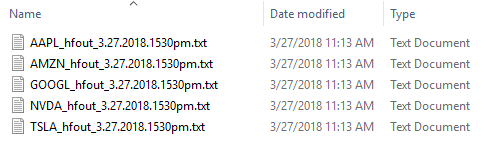 Name Date modified Type
AAPL_hfout_3.27.2018.1530pm.txt 3/27/2018 11:13 AM Text Document
AMZN_hfout_3.27.2018.1530pm.txt 3/27/2018 11:13 AM Text Document
GOOGL_hfout_3.27.2018.1530pm.txt 3/27/2018 11:13 AM Text Document
NVDA_hfout_3.27.2018.1530pm.txt 3/27/2018 11:13 AM Text Document
TSLA_hfout_3.27.2018.1530pm.txt 3/27/2018 11:13 AM Text Document